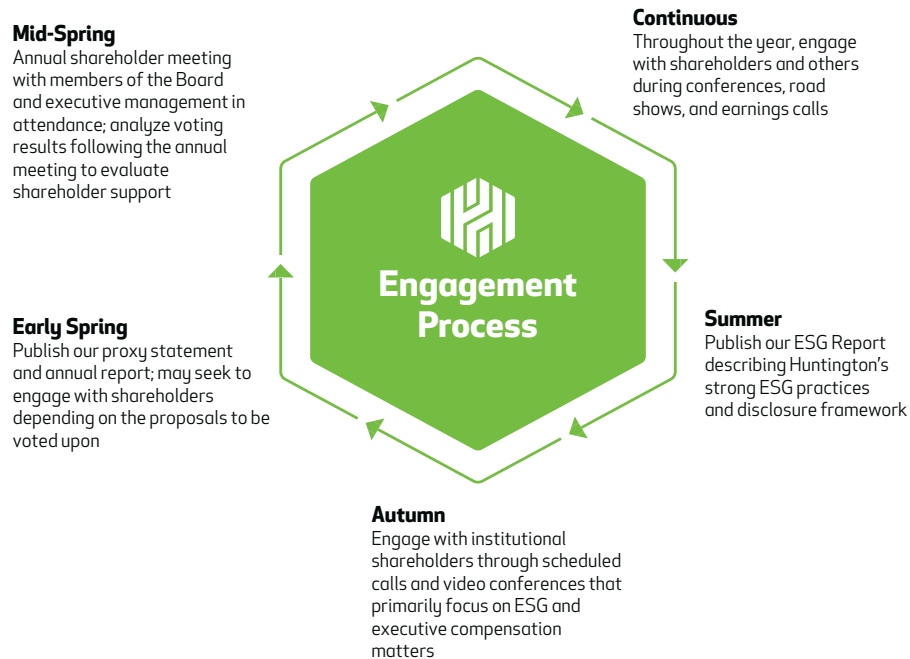 Mid-Spring
Annual shareholder meeting
with members of the Board
and executive management in
attendance; analyze voting
results following the annual
meeting to evaluate
shareholder support
Continuous
Throughout the year, engage
with shareholders and others
during conferences, road
shows, and earnings calls
Engagement
Process
Early Spring
Publish our proxy statement
and annual report; may seek to
engage with shareholders
depending on the proposals to be
voted upon
Summer
Publish our ESG Report
describing Huntington’s
strong ESG practices
and disclosure framework
Autumn
Engage with institutional
shareholders through scheduled
calls and video conferences that
primarily focus on ESG and
executive compensation
matters